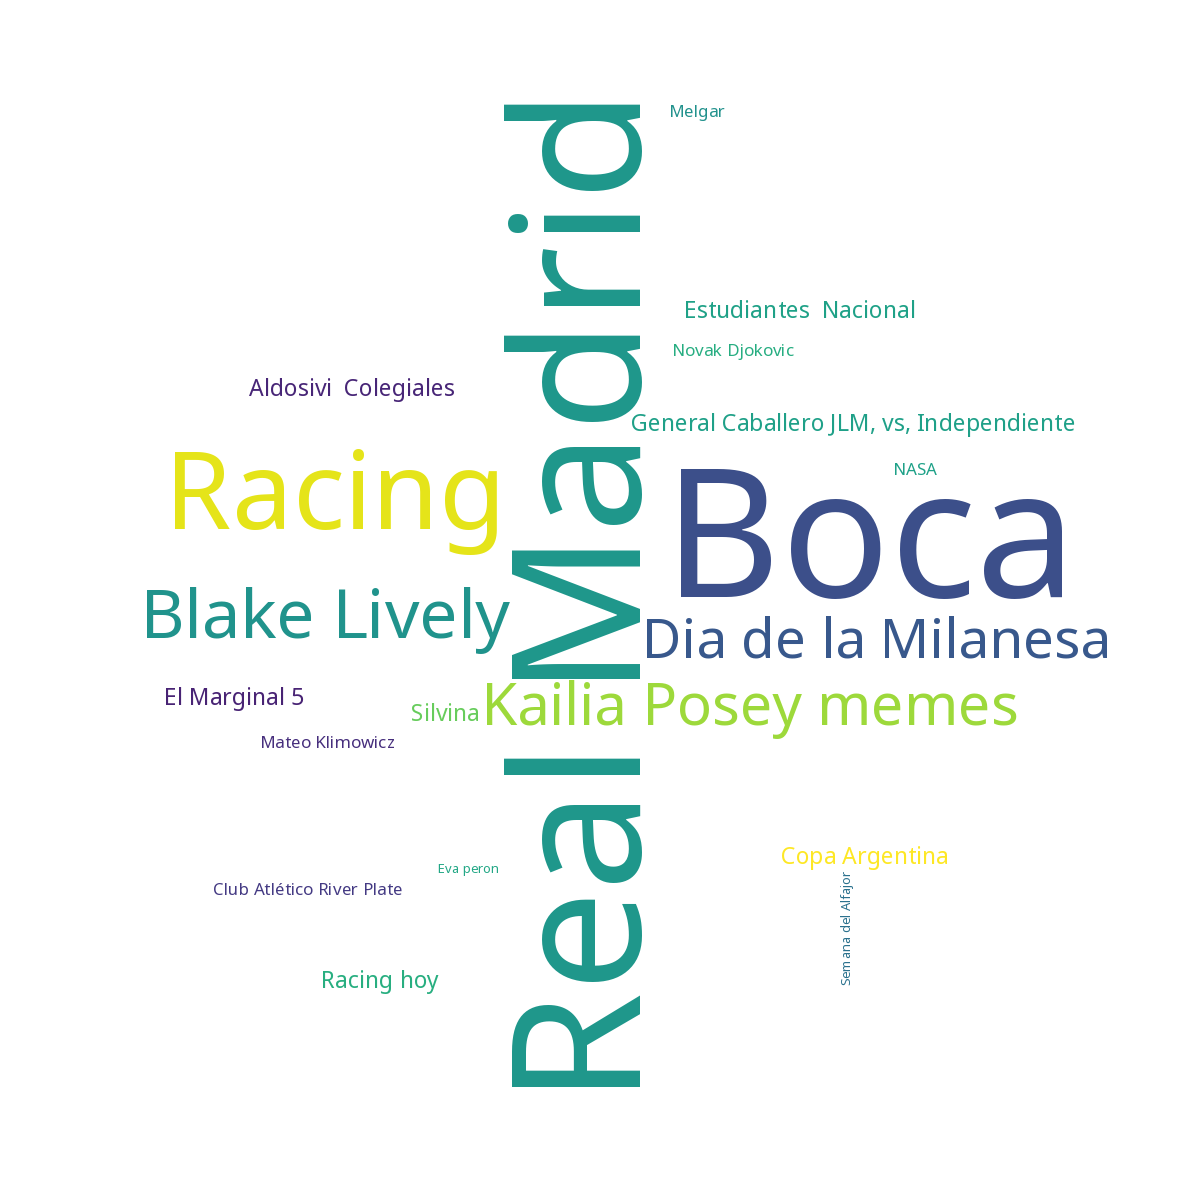 Melgar
Real Madrid
Estudiantes  Nacional
Novak Djokovic
Aldosivi  Colegiales
General Caballero JLM, vs, Independiente
NASA
Racing
Boca
Blake Lively
Dia de la Milanesa
El Marginal 5
Silvina
Kailia Posey memes
Mateo Klimowicz
Copa Argentina
Eva peron
Club Atlético River Plate
Semana del Alfajor
Racing hoy